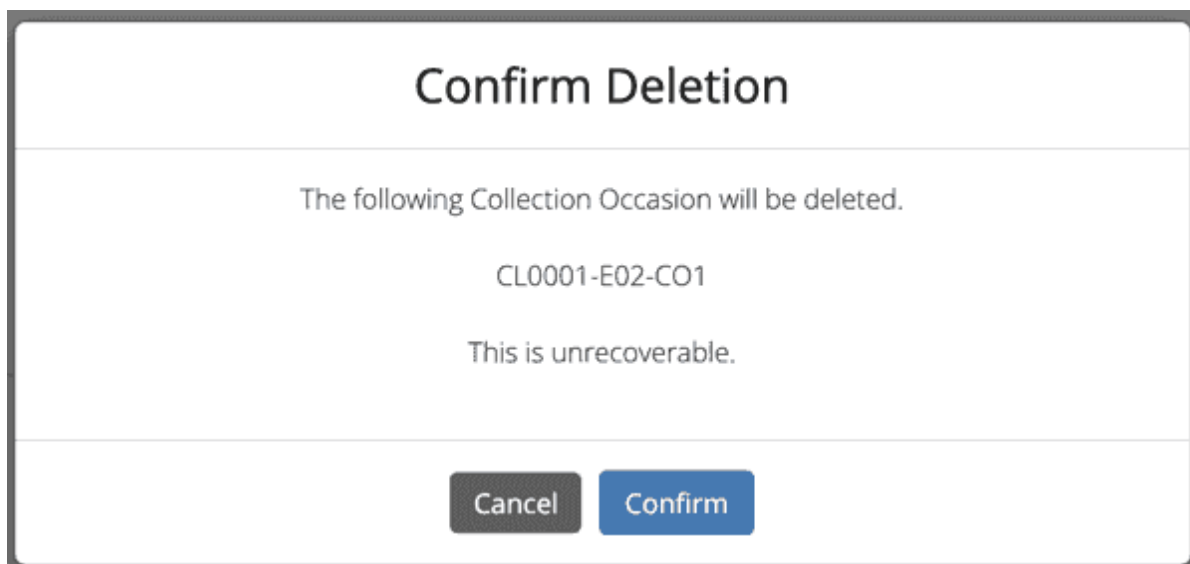 Confirm Deletion
The following Collection Occasion will be deleted.
CL0001-E02-CO1
This is unrecoverable.
Cancel
Confirm